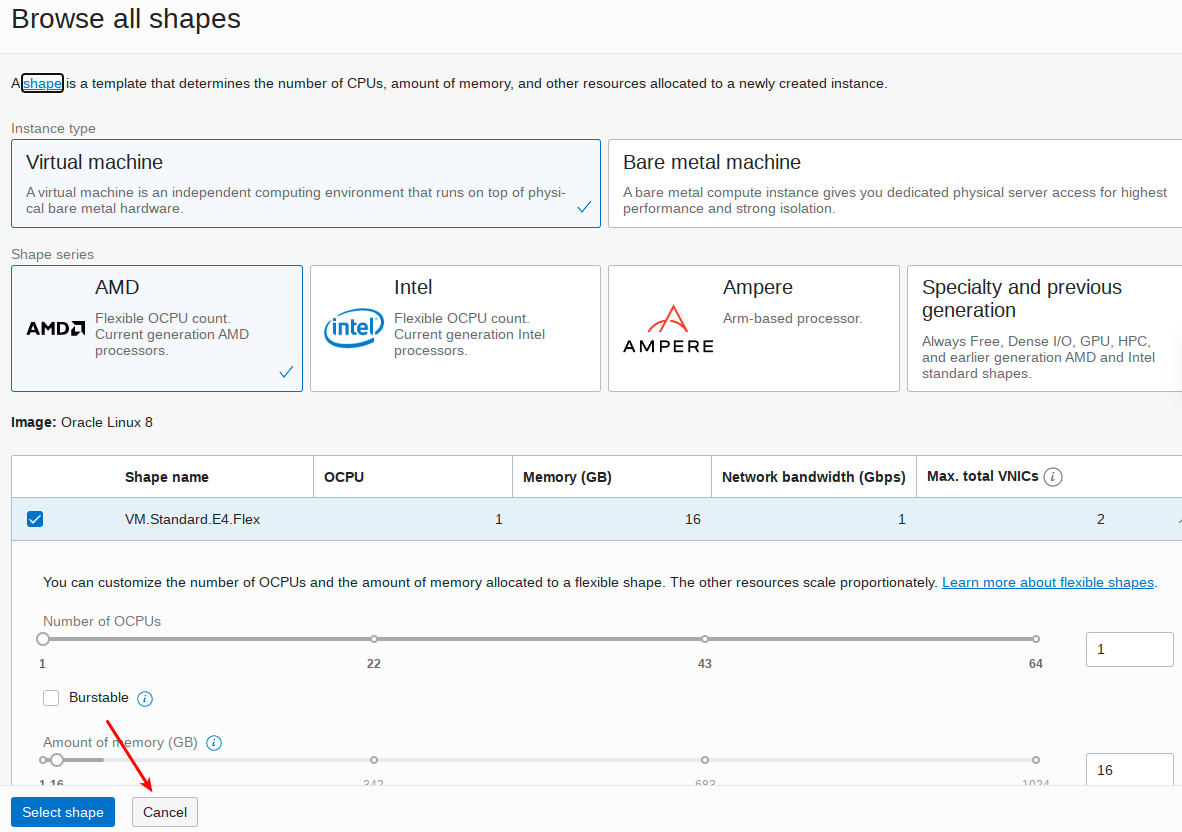 Browse all shapes
A shape is a template that determines the number of CPUs, amount of memory, and other resources allocated to a newly created instance.
Instance type
Virtual machine
A virtual machine is an independent computing environment that runs on top of physi-
cal bare metal hardware.
Bare metal machine
A bare metal compute instance gives you dedicated physical server access for highest
performance and strong isolation.
Shape series
AMD
AMD
Flexible OCPU count.
Current generation AMD
processors.
Intel
intel
Flexible OCPU count.
Current generation Intel
processors.
Ampere
AMPERE
Arm-based processor.
Specialty and previous
generation
Always Free, Dense I/O, GPU, HPC,
and earlier generation AMD and Intel
standard shapes.
Image: Oracle Linux 8
Shape name OCPU Memory (GB) Network bandwidth (Gbps) Max. total VNICs i
VM.Standard.E4.Flex 1 16 1 2
You can customize the number of OCPUs and the amount of memory allocated to a flexible shape. The other resources scale proportionately. Learn more about flexible shapes.
Number of OCPUs
1 22 43 64
1
Burstable i
Amount of memory (GB) i
1 16 342 683 1024
16
Select shape Cancel